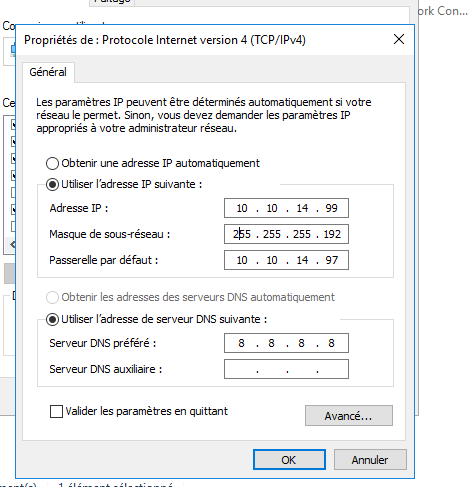 Partage
ork Con...
Propriétés de : Protocole Internet version 4 (TCP/IPv4)
Général
Les paramètres IP peuvent être déterminés automatiquement si votre
réseau le permet. Sinon, vous devez demander les paramètres IP
appropriés à votre administrateur réseau.
Obtenir une adresse IP automatiquement
Utiliser l'adresse IP suivante :
Adresse IP : 10 . 10 . 14 . 99
Masque de sous-réseau : 255 . 255 . 255 . 192
Passerelle par défaut : 10 . 10 . 14 . 97
Obtenir les adresses des serveurs DNS automatiquement
Utiliser l'adresse de serveur DNS suivante :
Serveur DNS préféré : 8 . 8 . 8 . 8
Serveur DNS auxiliaire : . . .
Valider les paramètres en quittant
Avancé...
OK Annuler
1 élément sélectionné